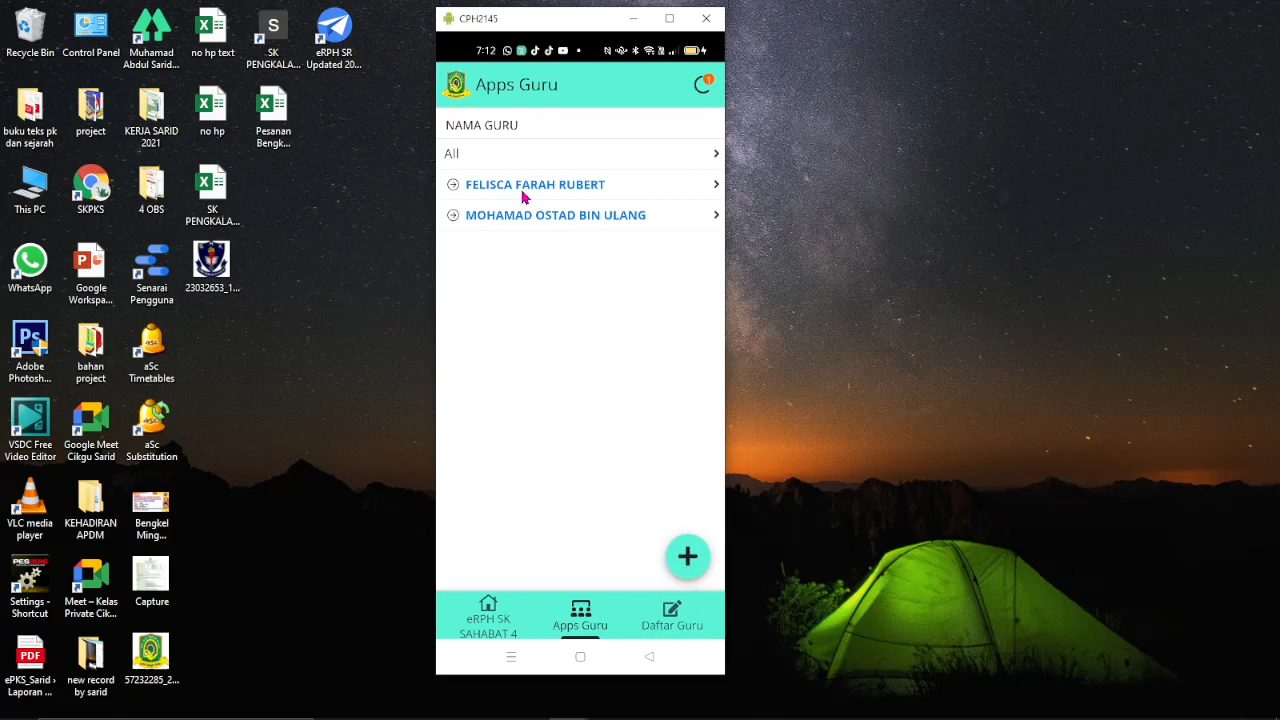 Recycle Bin
Control Panel
Muhamad
Abdul Sarid...
no hp text
S
.SK
PENGKALA...
eRPH SR
Updated 20...
buku teks pk
dan sejarah
project
KERJA SARID
2021
no hp
Pesanan
Bengk...
This PC
SKPKS
4 OBS
SK
PENGKALA...
WhatsApp
Google
Workspa...
Senarai
Pengguna
23032653_1...
Ps
Adobe
Photosh...
bahan
project
aSc
Timetables
VSDC Free
Video Editor
Google Meet
Cikgu Sarid
aSc
Substitution
VLC media
player
KEHADIRAN
APDM
Bengkel
Ming...
Settings -
Shortcut
Meet – Kelas
Private Cik...
Capture
PDF
ePKS_Sarid ›
Laporan...
new record
by sarid
57232285_2...
CPH2145
7:12
Apps Guru
1
NAMA GURU
All
FELISCA FARAH RUBERT
MOHAMAD OSTAD BIN ULANG
eRPH SK
SAHABAT 4
Apps Guru
Daftar Guru